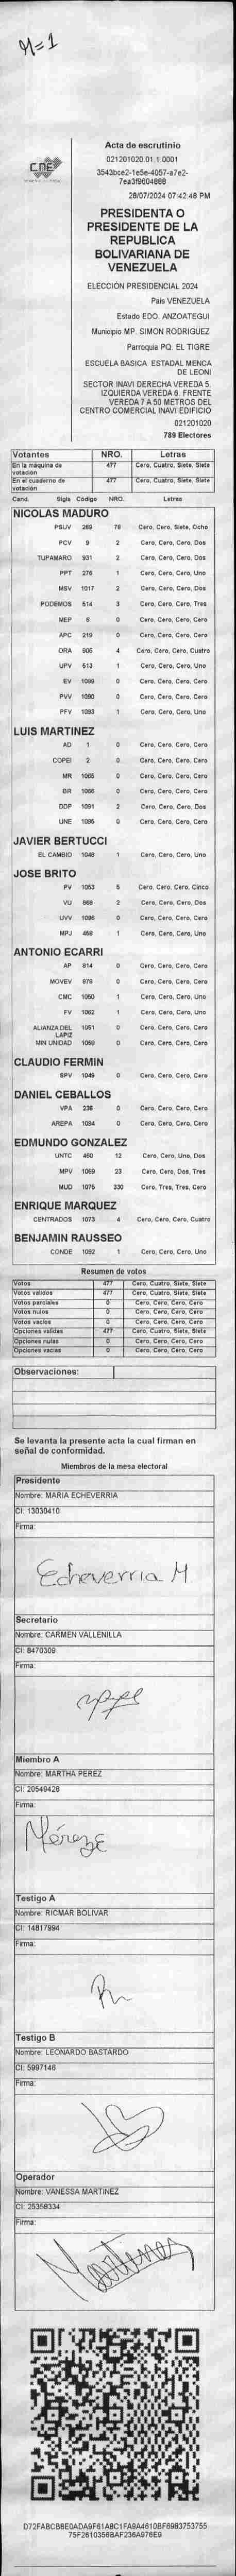 M=1
CNE
Acta de escrutinio
021201020.01.1.0001
3543bce2-1e5e-4057-a7e2-
7ea3f9604888
28/07/2024 07:42:48 PM
PRESIDENTA O
PRESIDENTE DE LA
REPUBLICA
BOLIVARIANA DE
VENEZUELA
ELECCIÓN PRESIDENCIAL 2024
Pais VENEZUELA
Estado EDO. ANZOATEGUI
Municipio MP. SIMON RODRIGUEZ
Parroquia PQ. EL TIGRE
ESCUELA BASICA ESTADAL MENCA
DE LEONI
SECTOR INAVI DERECHA VEREDA 5.
IZQUIERDA VEREDA 6. FRENTE
VEREDA 7 A 50 METROS DEL
CENTRO COMERCIAL INAVI EDIFICIO
021201020
789 Electores
Votantes NRO. Letras
En la máquina de votación 477 Cero, Cuatro, Siete, Siete
En el cuaderno de votación 477 Cero, Cuatro, Siete, Siete
Cand. Sigla Código NRO. Letras
NICOLAS MADURO
PSUV 269 78 Cero, Cero, Siete, Ocho
PCV 9 2 Cero, Cero, Cero, Dos
TUPAMARO 931 2 Cero, Cero, Cero, Dos
PPT 276 1 Cero, Cero, Cero, Uno
MSV 1017 2 Cero, Cero, Cero, Dos
PODEMOS 514 3 Cero, Cero, Cero, Tres
MEP 6 0 Cero, Cero, Cero, Cero
APC 219 0 Cero, Cero, Cero, Cero
ORA 906 4 Cero, Cero, Cero, Cuatro
UPV 513 1 Cero, Cero, Cero, Uno
EV 1089 0 Cero, Cero, Cero, Cero
PVV 1090 0 Cero, Cero, Cero, Cero
PFV 1093 1 Cero, Cero, Cero, Uno
LUIS MARTINEZ
AD 1 0 Cero, Cero, Cero, Cero
COPEI 2 0 Cero, Cero, Cero, Cero
MR 1065 0 Cero, Cero, Cero, Cero
BR 1086 0 Cero, Cero, Cero, Cero
DDP 1091 2 Cero, Cero, Cero, Dos
UNE 1095 0 Cero, Cero, Cero, Cero
JAVIER BERTUCCI
EL CAMBIO 1048 1 Cero, Cero, Cero, Uno
JOSE BRITO
PV 1053 5 Cero, Cero, Cero, Cinco
VU 868 2 Cero, Cero, Cero, Dos
UVV 1096 0 Cero, Cero, Cero, Cero
MPJ 458 1 Cero, Cero, Cero, Uno
ANTONIO ECARRI
AP 814 0 Cero, Cero, Cero, Cero
MOVEV 978 0 Cero, Cero, Cero, Cero
CMC 1050 1 Cero, Cero, Cero, Uno
FV 1062 1 Cero, Cero, Cero, Uno
ALIANZA DEL LAPIZ 1051 0 Cero, Cero, Cero, Cero
MIN UNIDAD 1068 0 Cero, Cero, Cero, Cero
CLAUDIO FERMIN
SPV 1049 0 Cero, Cero, Cero, Cero
DANIEL CEBALLOS
VPA 236 0 Cero, Cero, Cero, Cero
AREPA 1084 0 Cero, Cero, Cero, Cero
EDMUNDO GONZALEZ
UNTC 460 12 Cero, Cero, Uno, Dos
MPV 1069 23 Cero, Cero, Dos, Tres
MUD 1075 330 Cero, Tres, Tres, Cero
ENRIQUE MARQUEZ
CENTRADOS 1073 4 Cero, Cero, Cero, Cuatro
BENJAMIN RAUSSEO
CONDE 1092 1 Cero, Cero, Cero, Uno
Resumen de votos
Votos 477 Cero, Cuatro, Siete, Siete
Votos validos 477 Cero, Cuatro, Siete, Siete
Votos parciales 0 Cero, Cero, Cero, Cero
Votos nulos 0 Cero, Cero, Cero, Cero
Votos vacios 0 Cero, Cero, Cero, Cero
Opciones validas 477 Cero, Cuatro, Siete, Siete
Opciones nulas 0 Cero, Cero, Cero, Cero
Opciones vacias 0 Cero, Cero, Cero, Cero
Observaciones:
Se levanta la presente acta la cual firman en
señal de conformidad.
Miembros de la mesa electoral
Presidente
Nombre: MARIA ECHEVERRIA
CI: 13030410
Firma:
Echeverria M
Secretario
Nombre: CARMEN VALLENILLA
CI: 8470309
Firma:
Miembro A
Nombre: MARTHA PEREZ
CI: 20549428
Firma:
Testigo A
Nombre: RICMAR BOLIVAR
CI: 14817994
Firma:
Testigo B
Nombre: LEONARDO BASTARDO
CI: 5997146
Firma:
Operador
Nombre: VANESSA MARTINEZ
CI: 25358334
Firma:
D72FABCBBE0ADA9F61A8C1FA9A4610BF6983753755
75F2610356BAF236A976E9